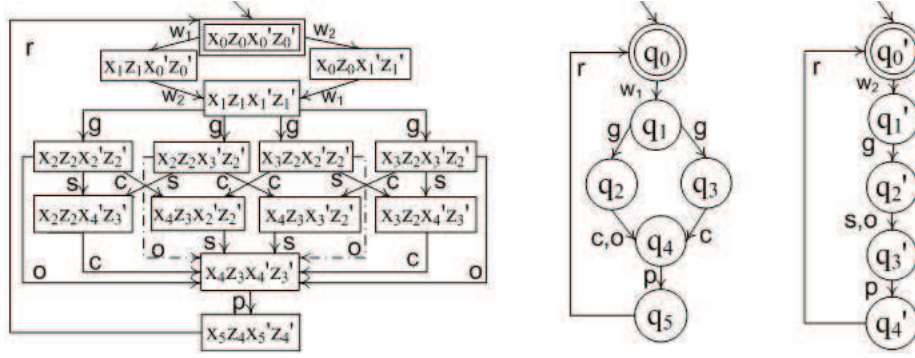 x₀z₀x₀'z₀' q₀ q₀'
r w₁ w₂ r w₁ r w₂
x₁z₁x₀'z₀' x₀z₀x₁'z₁'
w₂ x₁z₁x₁'z₁' w₁ q₁ q₁'
g g g g g g g
x₂z₂x₂'z₂' x₂z₂x₃'z₂' x₃z₂x₂'z₂' x₃z₂x₃'z₂' q₂ q₃ q₂'
s c s c c s c s
x₂z₂x₄'z₃' x₄z₃x₂'z₂' x₄z₃x₃'z₂' x₃z₂x₄'z₃' c,o c s,o
o c o s s o c o q₄ q₃'
x₄z₃x₄'z₃'
p p p
x₅z₄x₅'z₄' q₅ q₄'